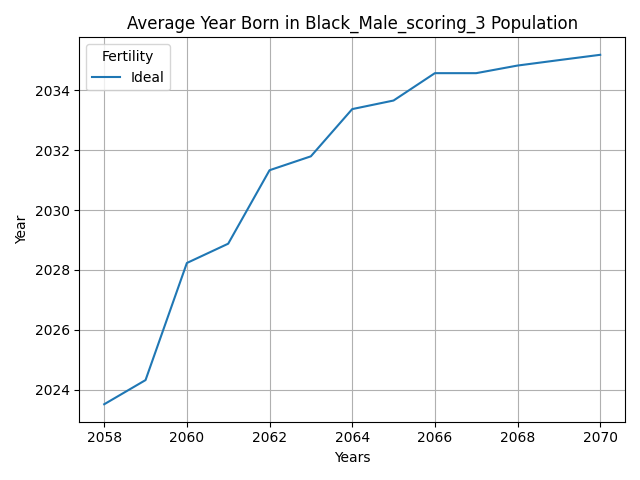 Average Year Born in Black_Male_scoring_3 Population
Fertility
Ideal
2034
2032
2030
2028
2026
2024
Year
2058 2060 2062 2064 2066 2068 2070
Years